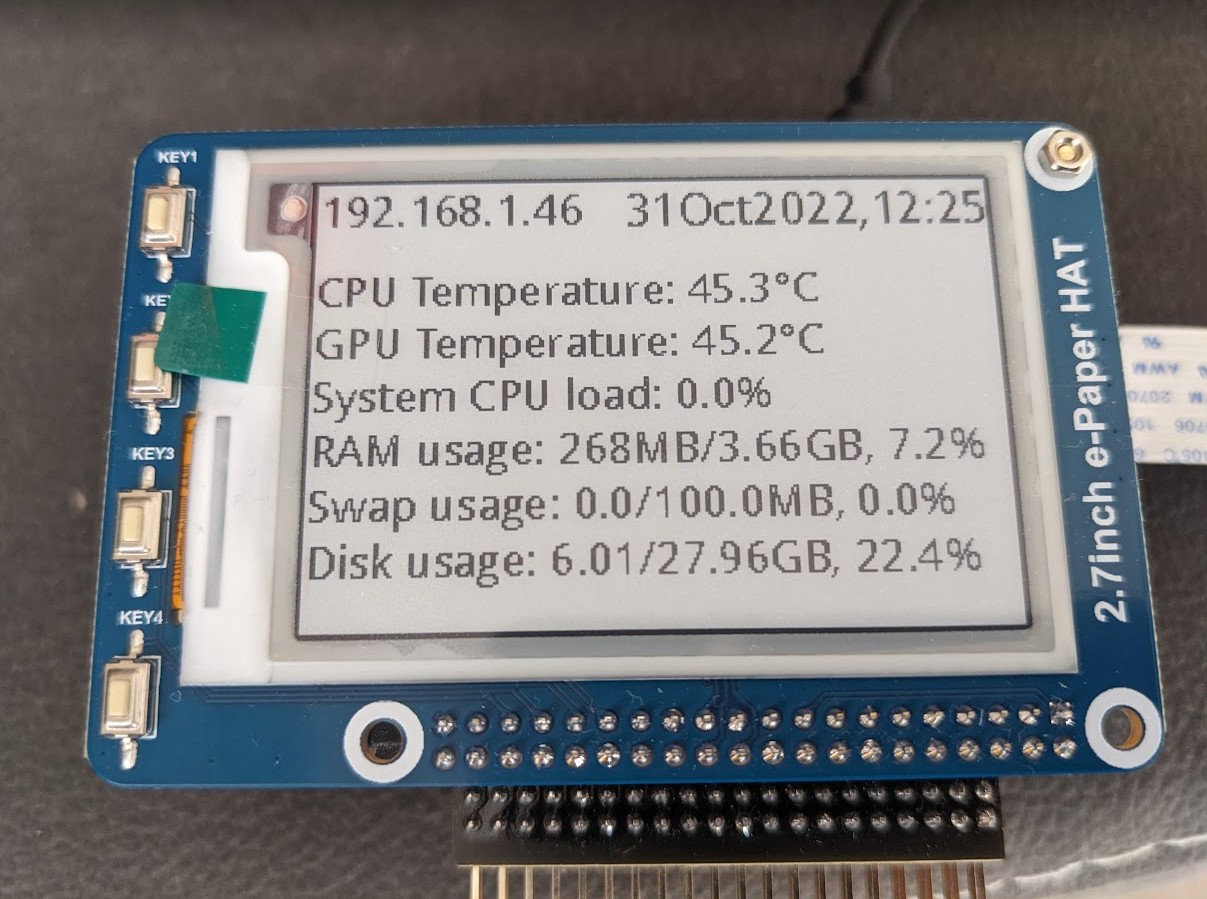 KEY1
192.168.1.46 31Oct2022,12:25
CPU Temperature: 45.3°C
GPU Temperature: 45.2°C
System CPU load: 0.0%
RAM usage: 268MB/3.66GB, 7.2%
Swap usage: 0.0/100.0MB, 0.0%
Disk usage: 6.01/27.96GB, 22.4%
KEY3
KEY4
2.7inch e-Paper HAT
AWM